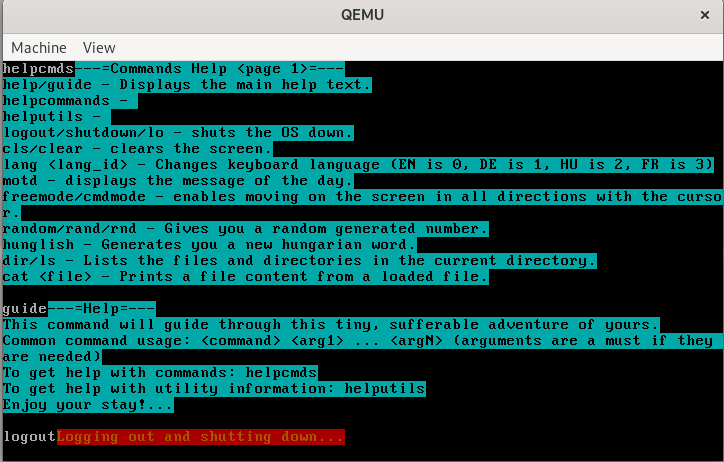 QEMU
×
Machine View
helpcmds---=Commands Help <page 1>=---
help/guide - Displays the main help text.
helpcommands -
helputils -
logout/shutdown/lo - shuts the OS down.
cls/clear - clears the screen.
lang <lang_id> - Changes keyboard language (EN is 0, DE is 1, HU is 2, FR is 3)
motd - displays the message of the day.
freemode/cmdmode - enables moving on the screen in all directions with the curso
r.
random/rand/rnd - Gives you a random generated number.
hunglish - Generates you a new hungarian word.
dir/ls - Lists the files and directories in the current directory.
cat <file> - Prints a file content from a loaded file.
guide---=Help=---
This command will guide through this tiny, sufferable adventure of yours.
Common command usage: <command> <arg1> ... <argN> (arguments are a must if they
are needed)
To get help with commands: helpcmds
To get help with utility information: helputils
Enjoy your stay!...
logoutLogging out and shutting down...